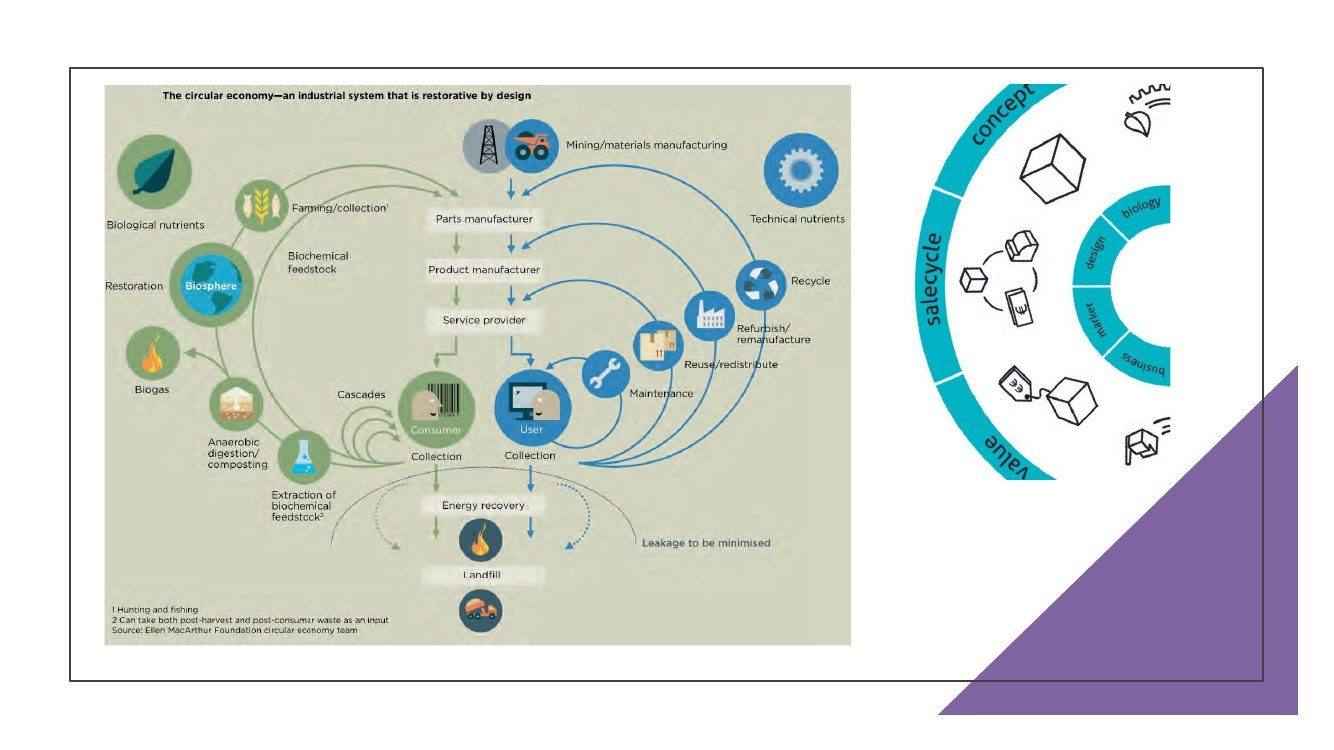 The circular economy—an industrial system that is restorative by design
Mining/materials manufacturing
Biological nutrients
Farming/collection¹
Parts manufacturer
Technical nutrients
Biochemical
feedstock
Product manufacturer
Restoration
Biosphere
Recycle
Service provider
Refurbish/
remanufacture
Reuse/redistribute
Biogas
Cascades
Maintenance
Consumer
User
Anaerobic
digestion/
composting
Collection
Collection
Extraction of
biochemical
feedstock²
Energy recovery
Leakage to be minimised
Landfill
1 Hunting and fishing
2 Can take both post-harvest and post-consumer waste as an input
Source: Ellen MacArthur Foundation circular economy team
concept
salecycle
value
biology
design
market
business
€
€€